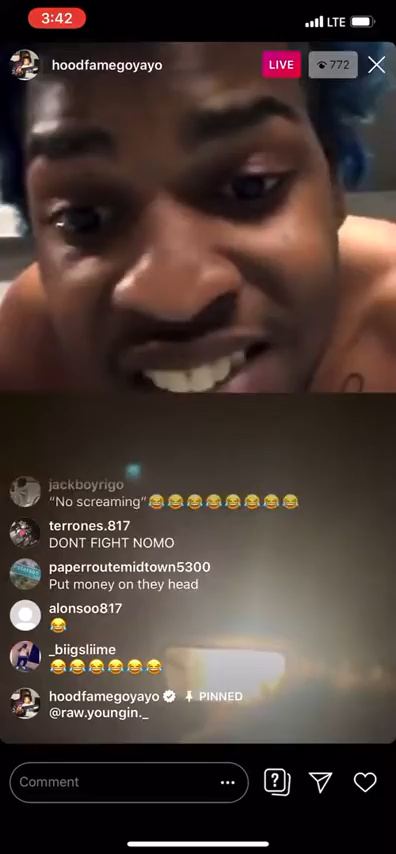 3:42
LTE
hoodfamegoyayo
LIVE
772
jackboyrigo
“No screaming”😂😂😂😂😂😂😂😂
terrones.817
DONT FIGHT NOMO
paperroutemidtown5300
Put money on they head
alonsoo817
😂
_biigsliime
😂😂😂😂😂😂
hoodfamegoyayo PINNED
@raw.youngin._
Comment